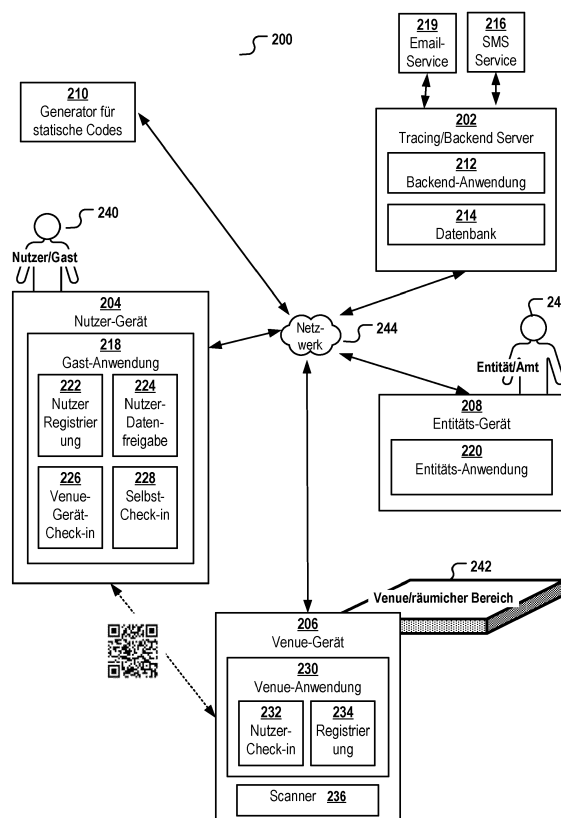 200
219
Email-
Service
216
SMS
Service
210
Generator für
statische Codes
202
Tracing/Backend Server
212
Backend-Anwendung
214
Datenbank
240
Nutzer/Gast
204
Nutzer-Gerät
218
Gast-Anwendung
222
Nutzer
Registrier
ung
224
Nutzer-
Daten-
freigabe
226
Venue-
Gerät-
Check-in
228
Selbst-
Check-in
Netz-
werk
244
Entität/Amt
208
Entitäts-Gerät
220
Entitäts-Anwendung
242
Venue/räumicher Bereich
206
Venue-Gerät
230
Venue-Anwendung
232
Nutzer-
Check-in
234
Registrier
ung
Scanner 236